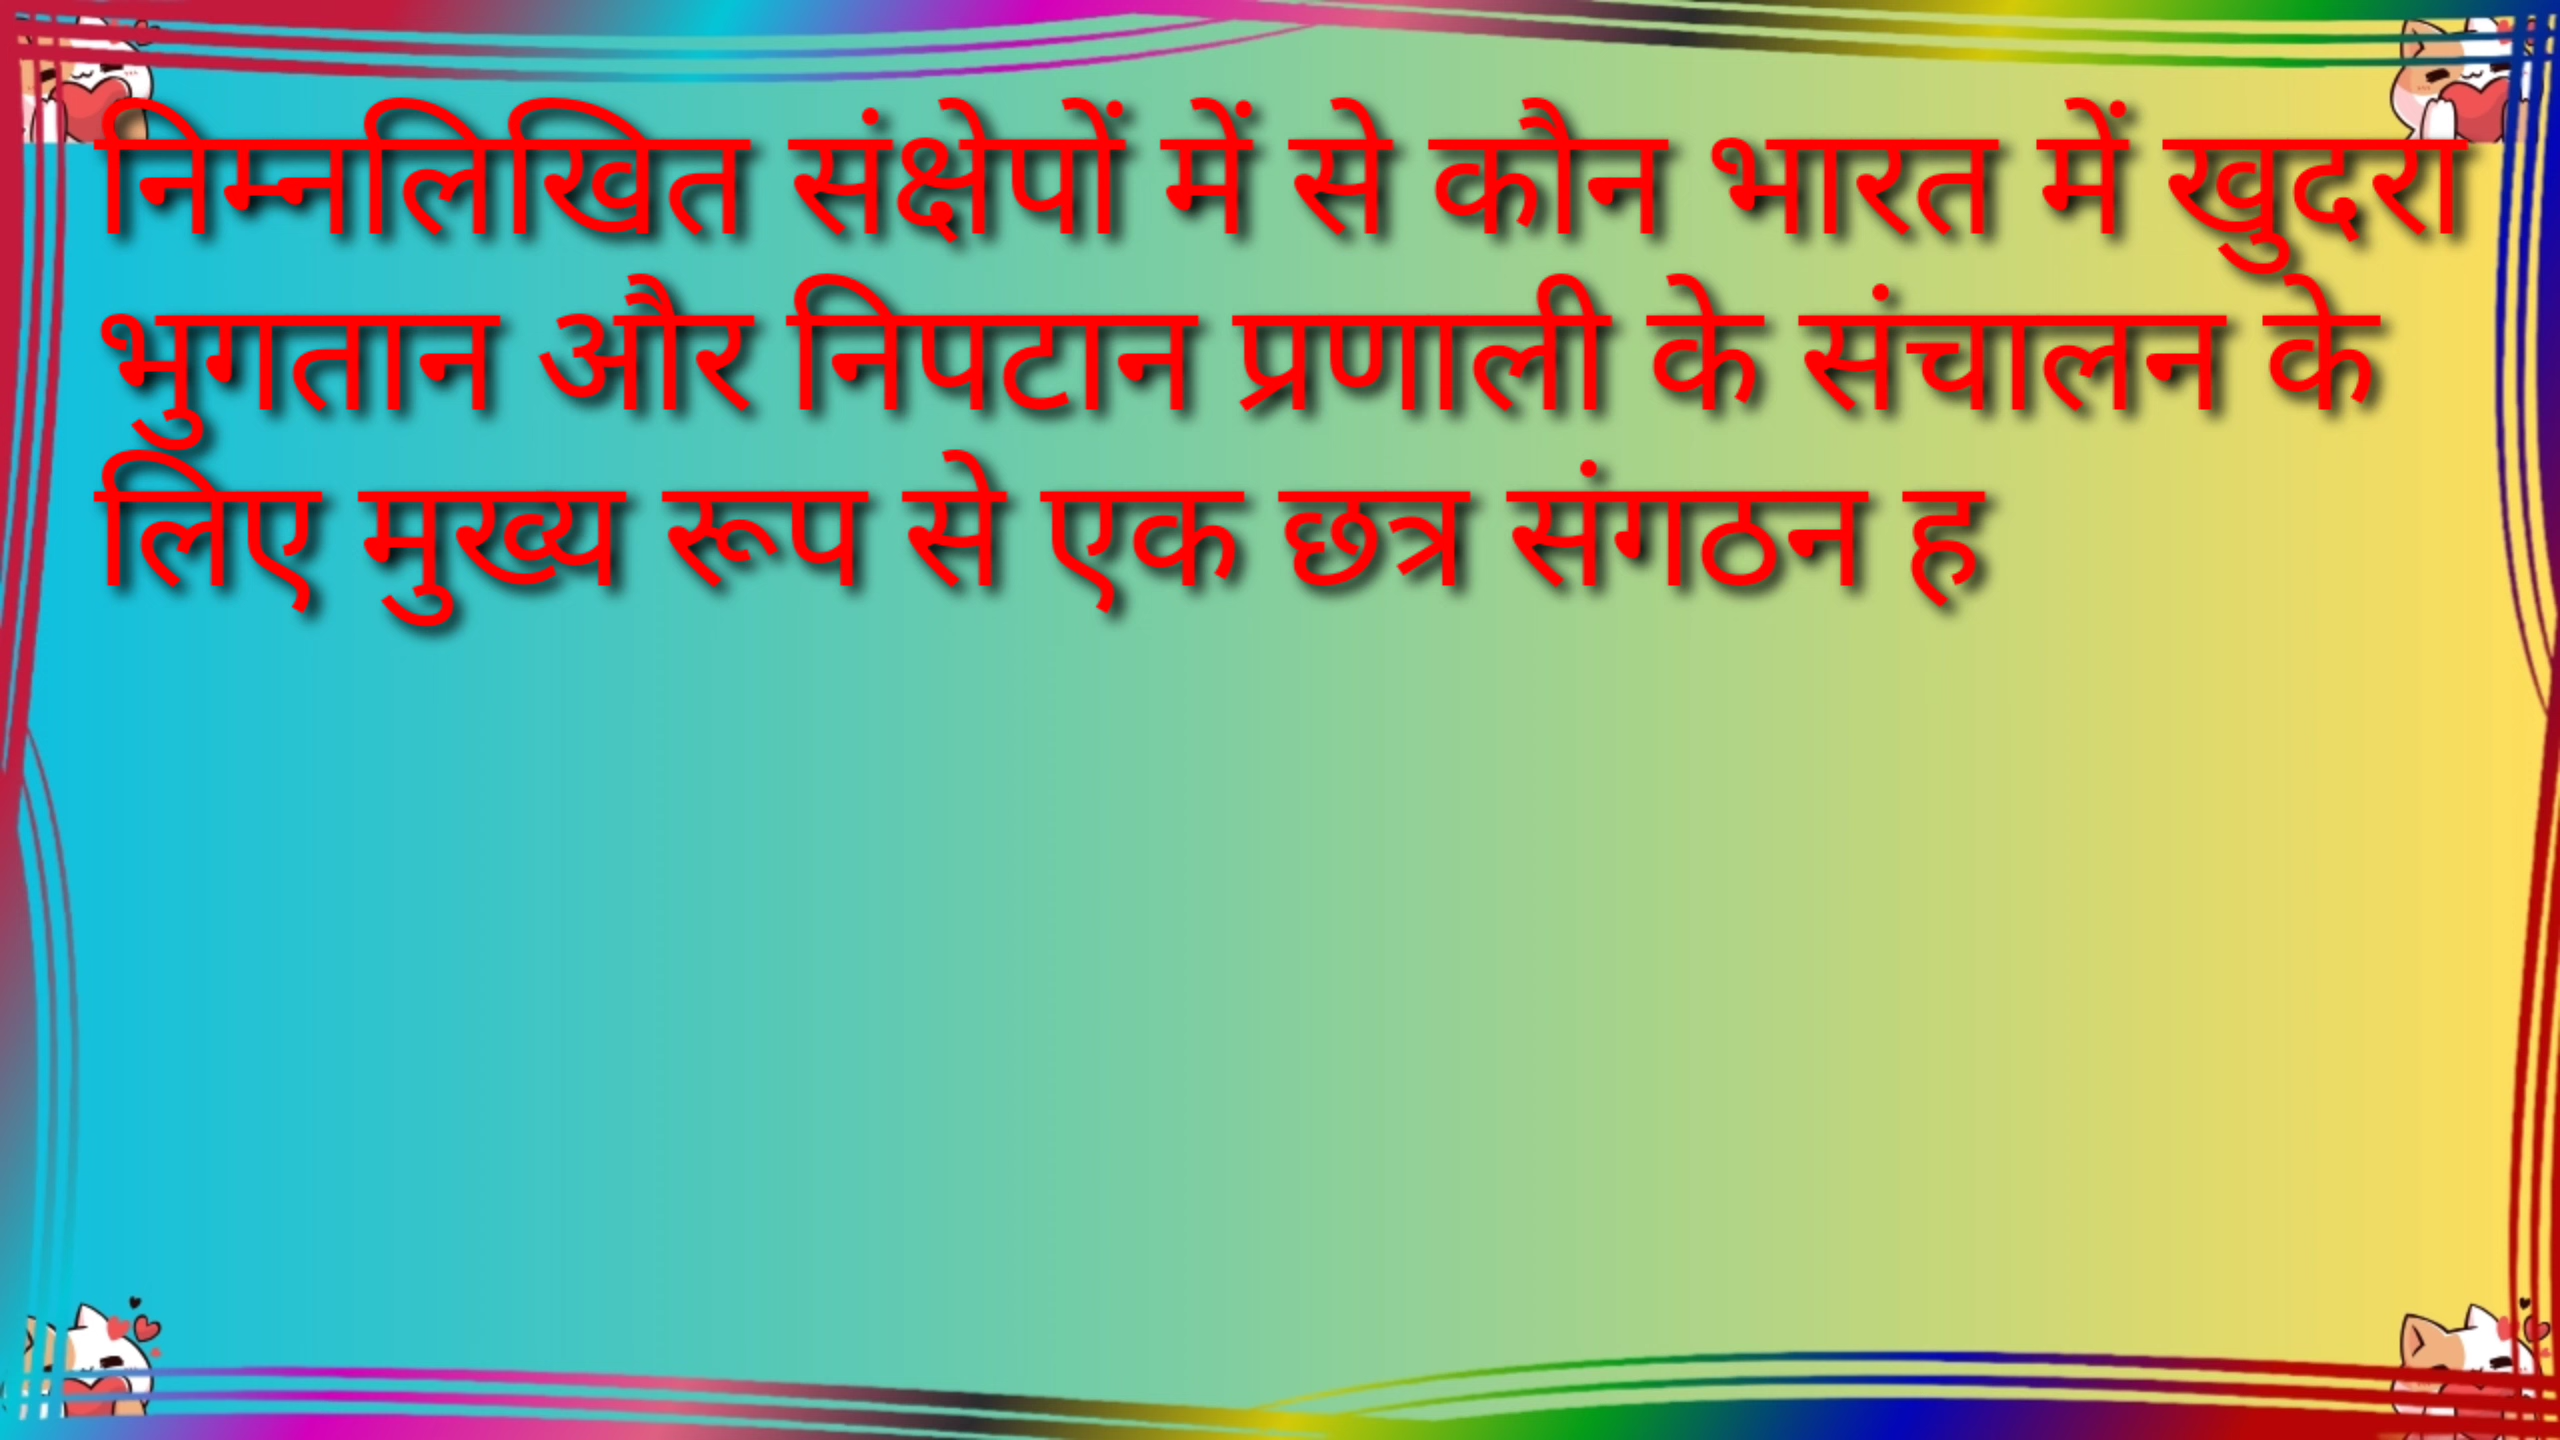 निम्नलिखित संक्षेपों में से कौन भारत में खुदरा
भुगतान और निपटान प्रणाली के संचालन के
लिए मुख्य रूप से एक छत्र संगठन ह